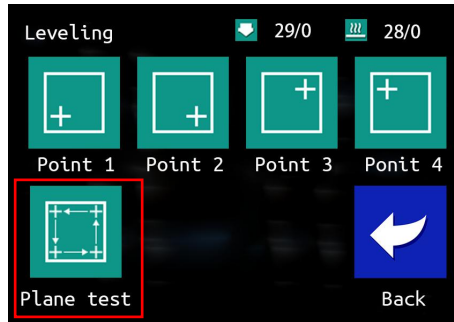 Leveling 29/0 28/0
Point 1 Point 2 Point 3 Ponit 4
Plane test Back